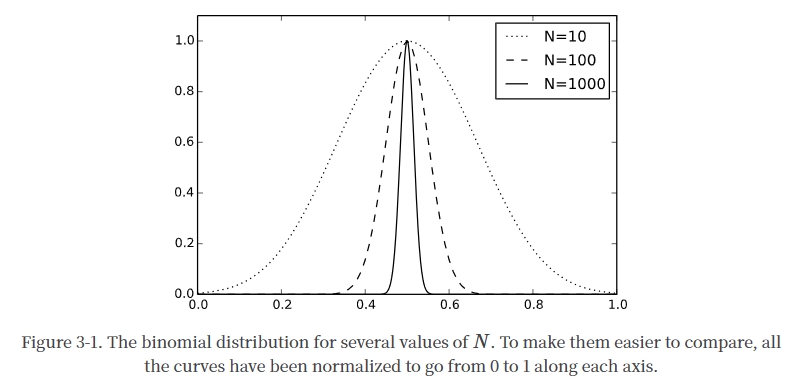 1.0
0.8
0.6
0.4
0.2
0.0
N=10
N=100
N=1000
0.0 0.2 0.4 0.6 0.8 1.0
Figure 3-1. The binomial distribution for several values of N. To make them easier to compare, all
the curves have been normalized to go from 0 to 1 along each axis.